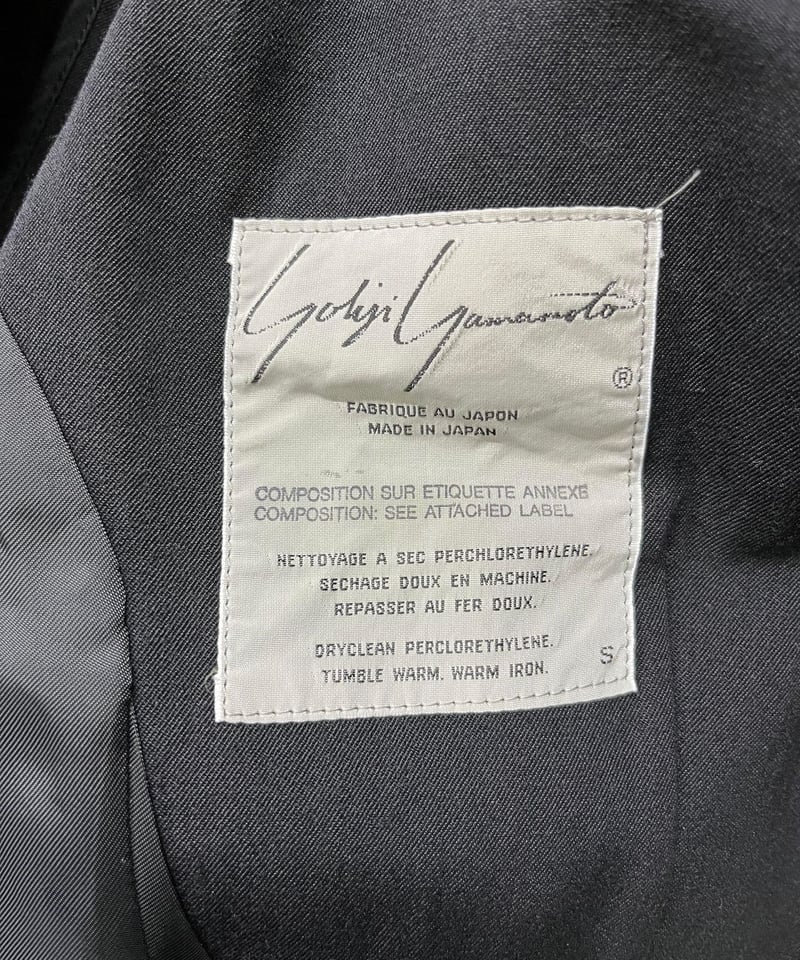 Yohji Yamamoto
®
FABRIQUE AU JAPON
MADE IN JAPAN
COMPOSITION SUR ETIQUETTE ANNEXE
COMPOSITION: SEE ATTACHED LABEL
NETTOYAGE A SEC PERCHLORETHYLENE.
SECHAGE DOUX EN MACHINE.
REPASSER AU FER DOUX.
DRYCLEAN PERCLORETHYLENE.
TUMBLE WARM. WARM IRON.
S